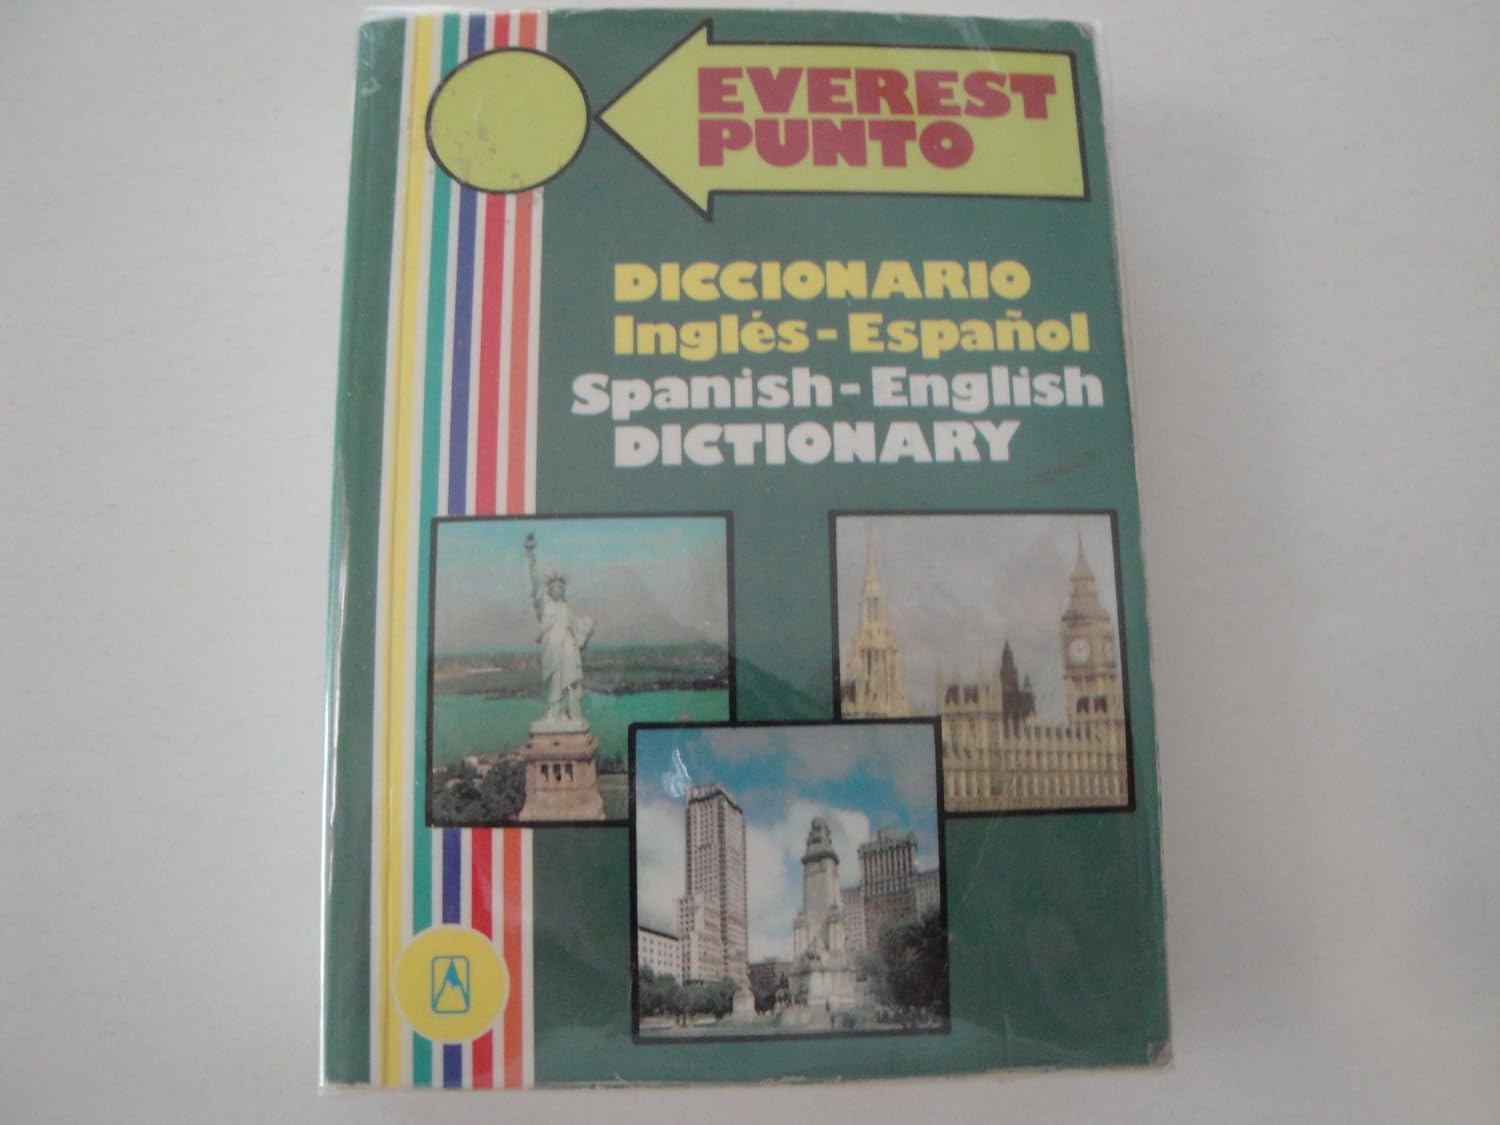 EVEREST
PUNTO
DICCIONARIO
Inglés-Español
Spanish-English
DICTIONARY